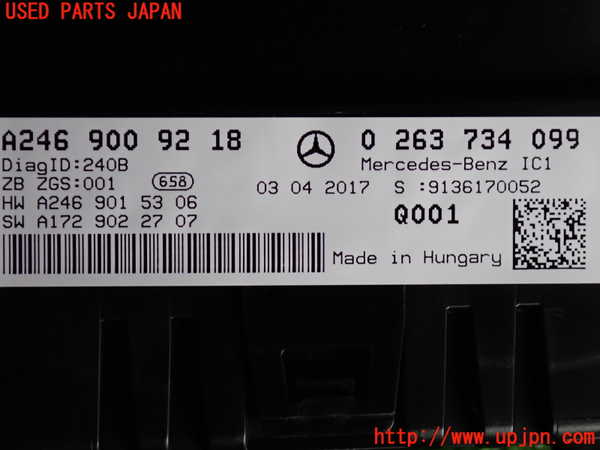 USED PARTS JAPAN
A246 900 92 18 0 263 734 099
DiagID:240B Mercedes-Benz IC1
ZB ZGS:001 658 03 04 2017 S :9136170052
HW A246 901 53 06
SW A172 902 27 07 Q001
Made in Hungary
http://www.upjpn.com/